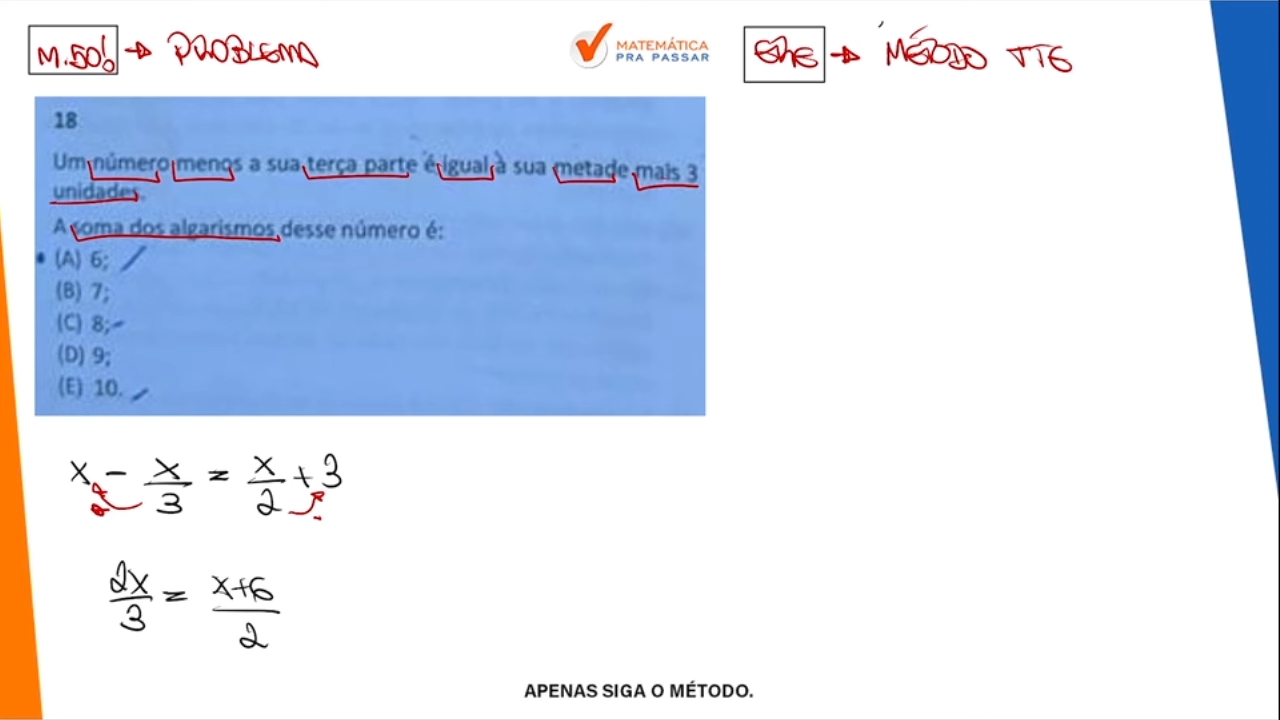 M.50! → PROBLEMA
MATEMÁTICA
PRA PASSAR
→ MÉTODO TTG
18
Um número menos a sua terça parte é igual à sua metade mais 3
unidades.
A soma dos algarismos desse número é:
(A) 6;
(B) 7;
(C) 8;
(D) 9;
(E) 10.
x - x/3 = x/2 + 3
2x/3 = x+6/2
APENAS SIGA O MÉTODO.